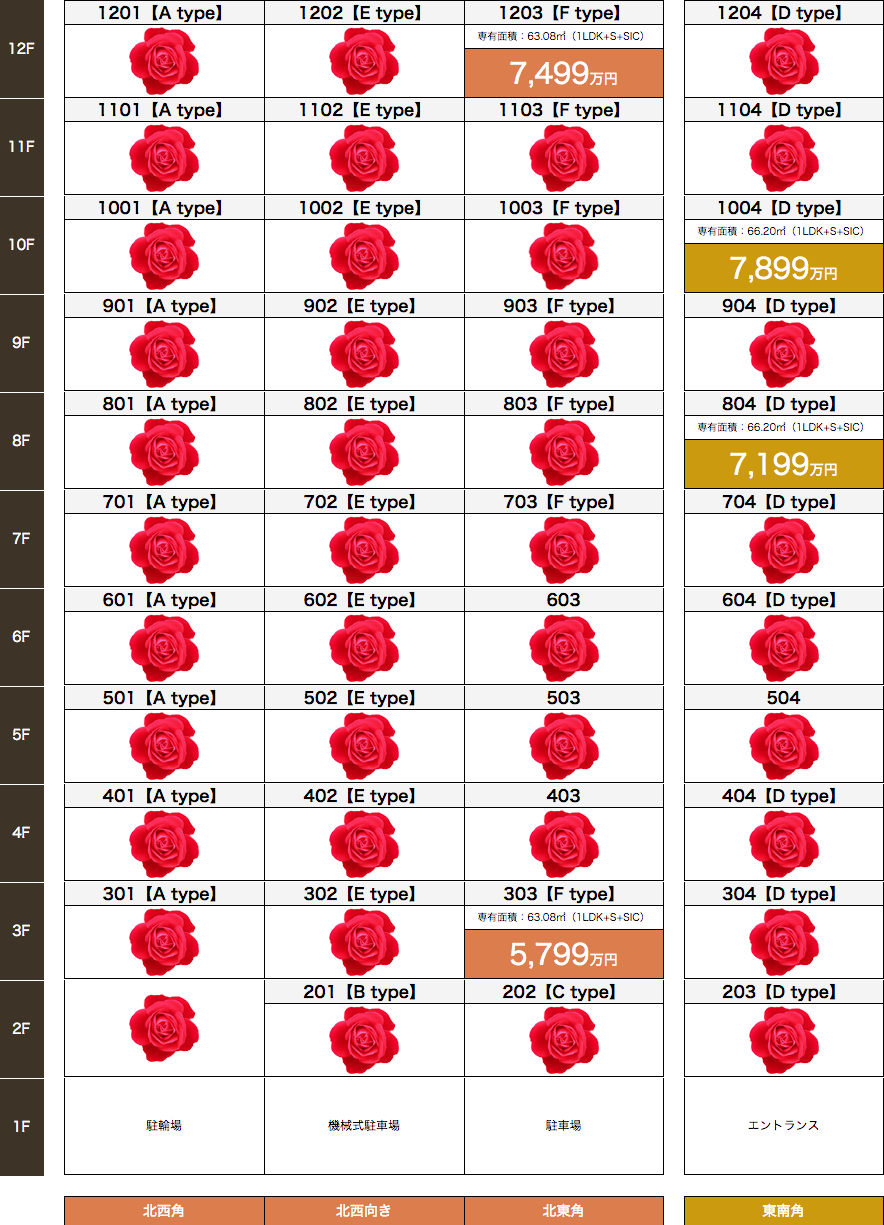 12F
1201【A type】
1202【E type】
1203【F type】
専有面積：63.08㎡（1LDK+S+SIC）
7,499万円
1204【D type】
11F
1101【A type】
1102【E type】
1103【F type】
1104【D type】
10F
1001【A type】
1002【E type】
1003【F type】
1004【D type】
専有面積：66.20㎡（1LDK+S+SIC）
7,899万円
9F
901【A type】
902【E type】
903【F type】
904【D type】
8F
801【A type】
802【E type】
803【F type】
804【D type】
専有面積：66.20㎡（1LDK+S+SIC）
7,199万円
7F
701【A type】
702【E type】
703【F type】
704【D type】
6F
601【A type】
602【E type】
603
604【D type】
5F
501【A type】
502【E type】
503
504
4F
401【A type】
402【E type】
403
404【D type】
3F
301【A type】
302【E type】
303【F type】
専有面積：63.08㎡（1LDK+S+SIC）
5,799万円
304【D type】
2F
201【B type】
202【C type】
203【D type】
1F
駐輪場
機械式駐車場
駐車場
エントランス
北西角
北西向き
北東角
東南角